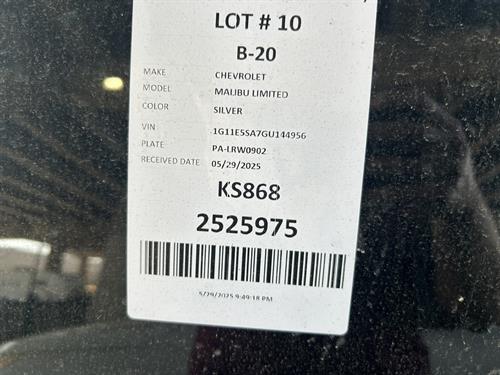 LOT # 10
B-20
MAKE CHEVROLET
MODEL MALIBU LIMITED
COLOR SILVER
VIN 1G11E5SA7GU144956
PLATE PA-LRW0902
RECEIVED DATE 05/29/2025
KS868
2525975
5/29/2025 9:49:18 PM